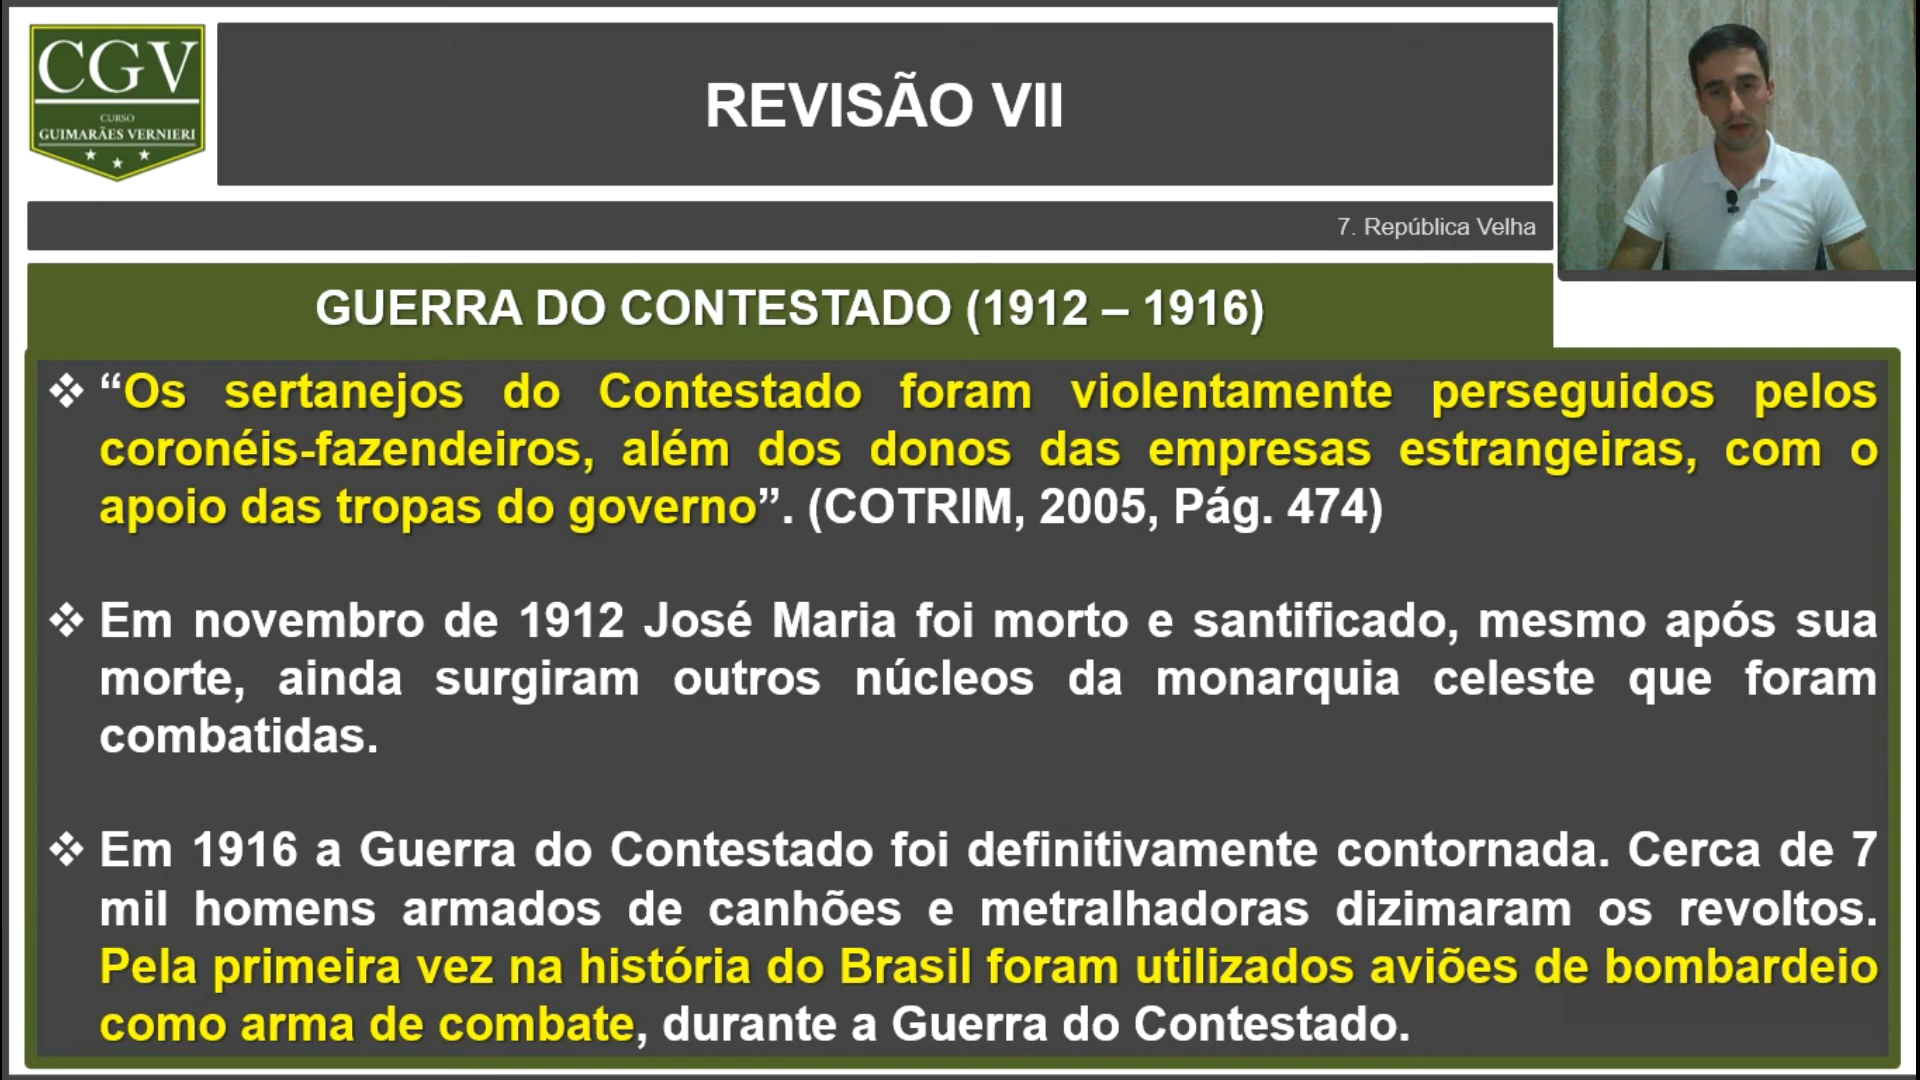 CGV
CURSO
GUIMARÃES VERNIERI
REVISÃO VII
7. República Velha
GUERRA DO CONTESTADO (1912 – 1916)
❖ “Os sertanejos do Contestado foram violentamente perseguidos pelos
coronéis-fazendeiros, além dos donos das empresas estrangeiras, com o
apoio das tropas do governo”. (COTRIM, 2005, Pág. 474)
❖ Em novembro de 1912 José Maria foi morto e santificado, mesmo após sua
morte, ainda surgiram outros núcleos da monarquia celeste que foram
combatidas.
❖ Em 1916 a Guerra do Contestado foi definitivamente contornada. Cerca de 7
mil homens armados de canhões e metralhadoras dizimaram os revoltos.
Pela primeira vez na história do Brasil foram utilizados aviões de bombardeio
como arma de combate, durante a Guerra do Contestado.